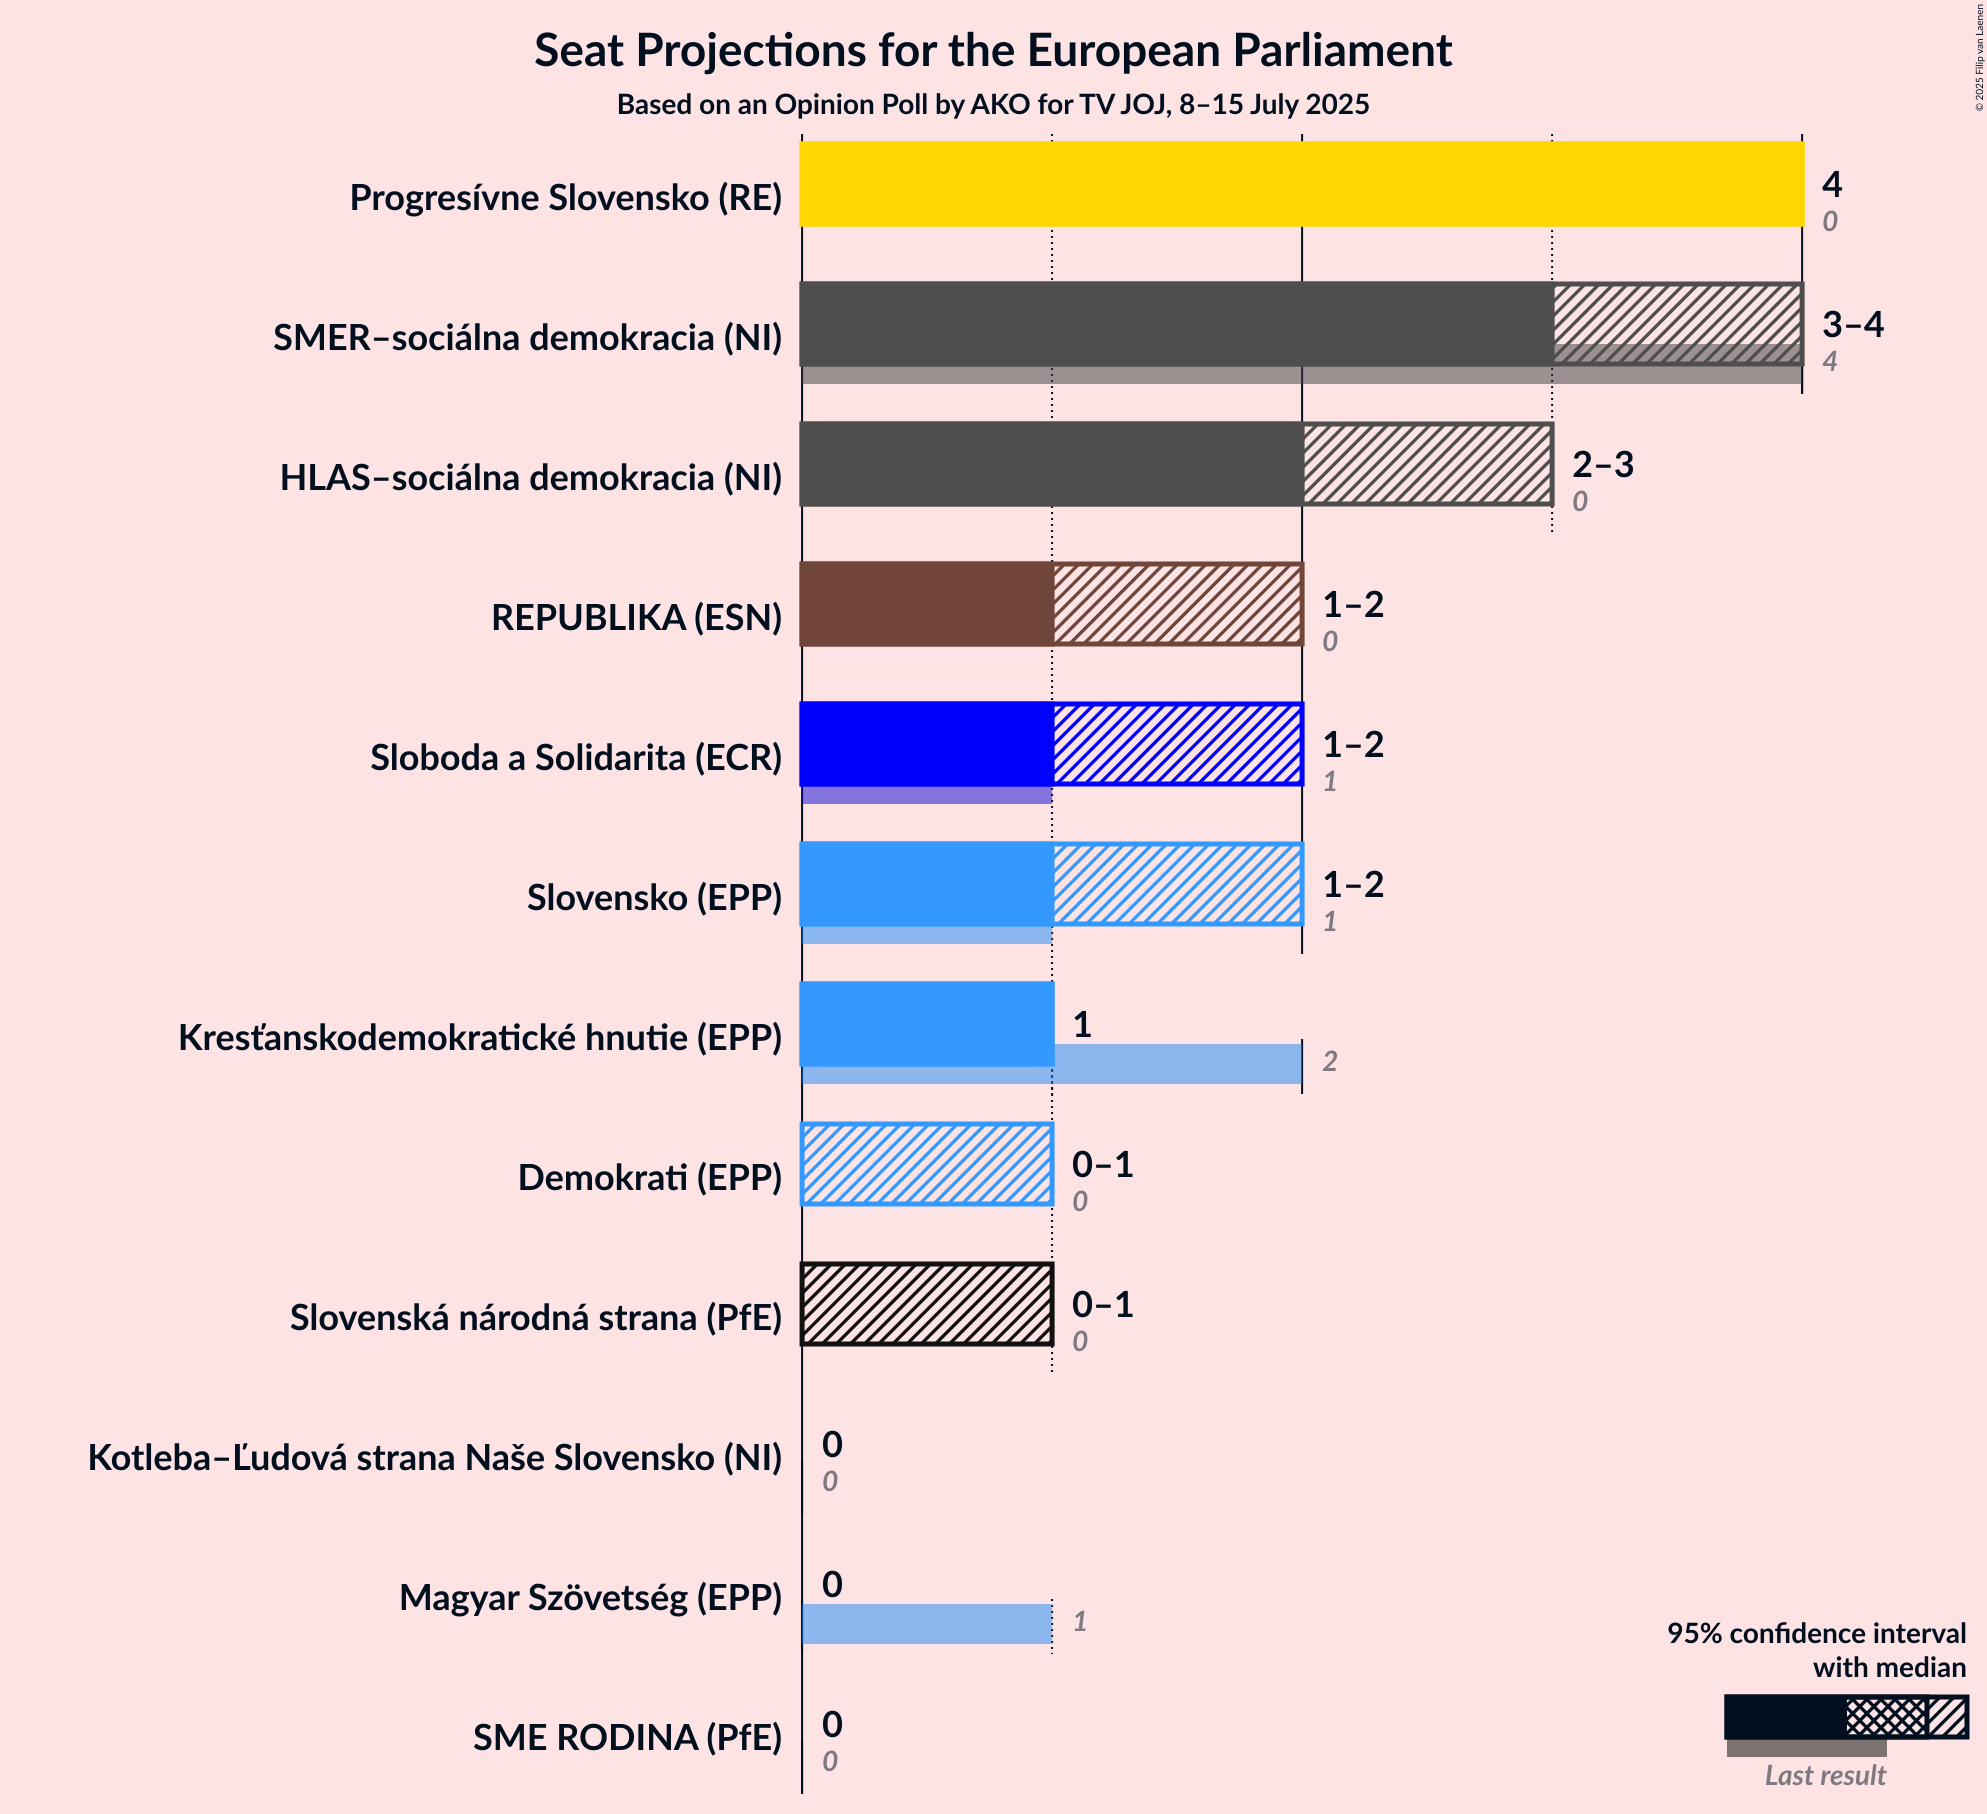 Seat Projections for the European Parliament
Based on an Opinion Poll by AKO for TV JOJ, 8–15 July 2025
© 2025 Filip van Laenen
Progresívne Slovensko (RE)
4
0
SMER–sociálna demokracia (NI)
3–4
4
HLAS–sociálna demokracia (NI)
2–3
0
REPUBLIKA (ESN)
1–2
0
Sloboda a Solidarita (ECR)
1–2
1
Slovensko (EPP)
1–2
1
Kresťanskodemokratické hnutie (EPP)
1
2
Demokrati (EPP)
0–1
0
Slovenská národná strana (PfE)
0–1
0
Kotleba–Ľudová strana Naše Slovensko (NI)
0
0
Magyar Szövetség (EPP)
0
1
SME RODINA (PfE)
0
0
95% confidence interval
with median
Last result